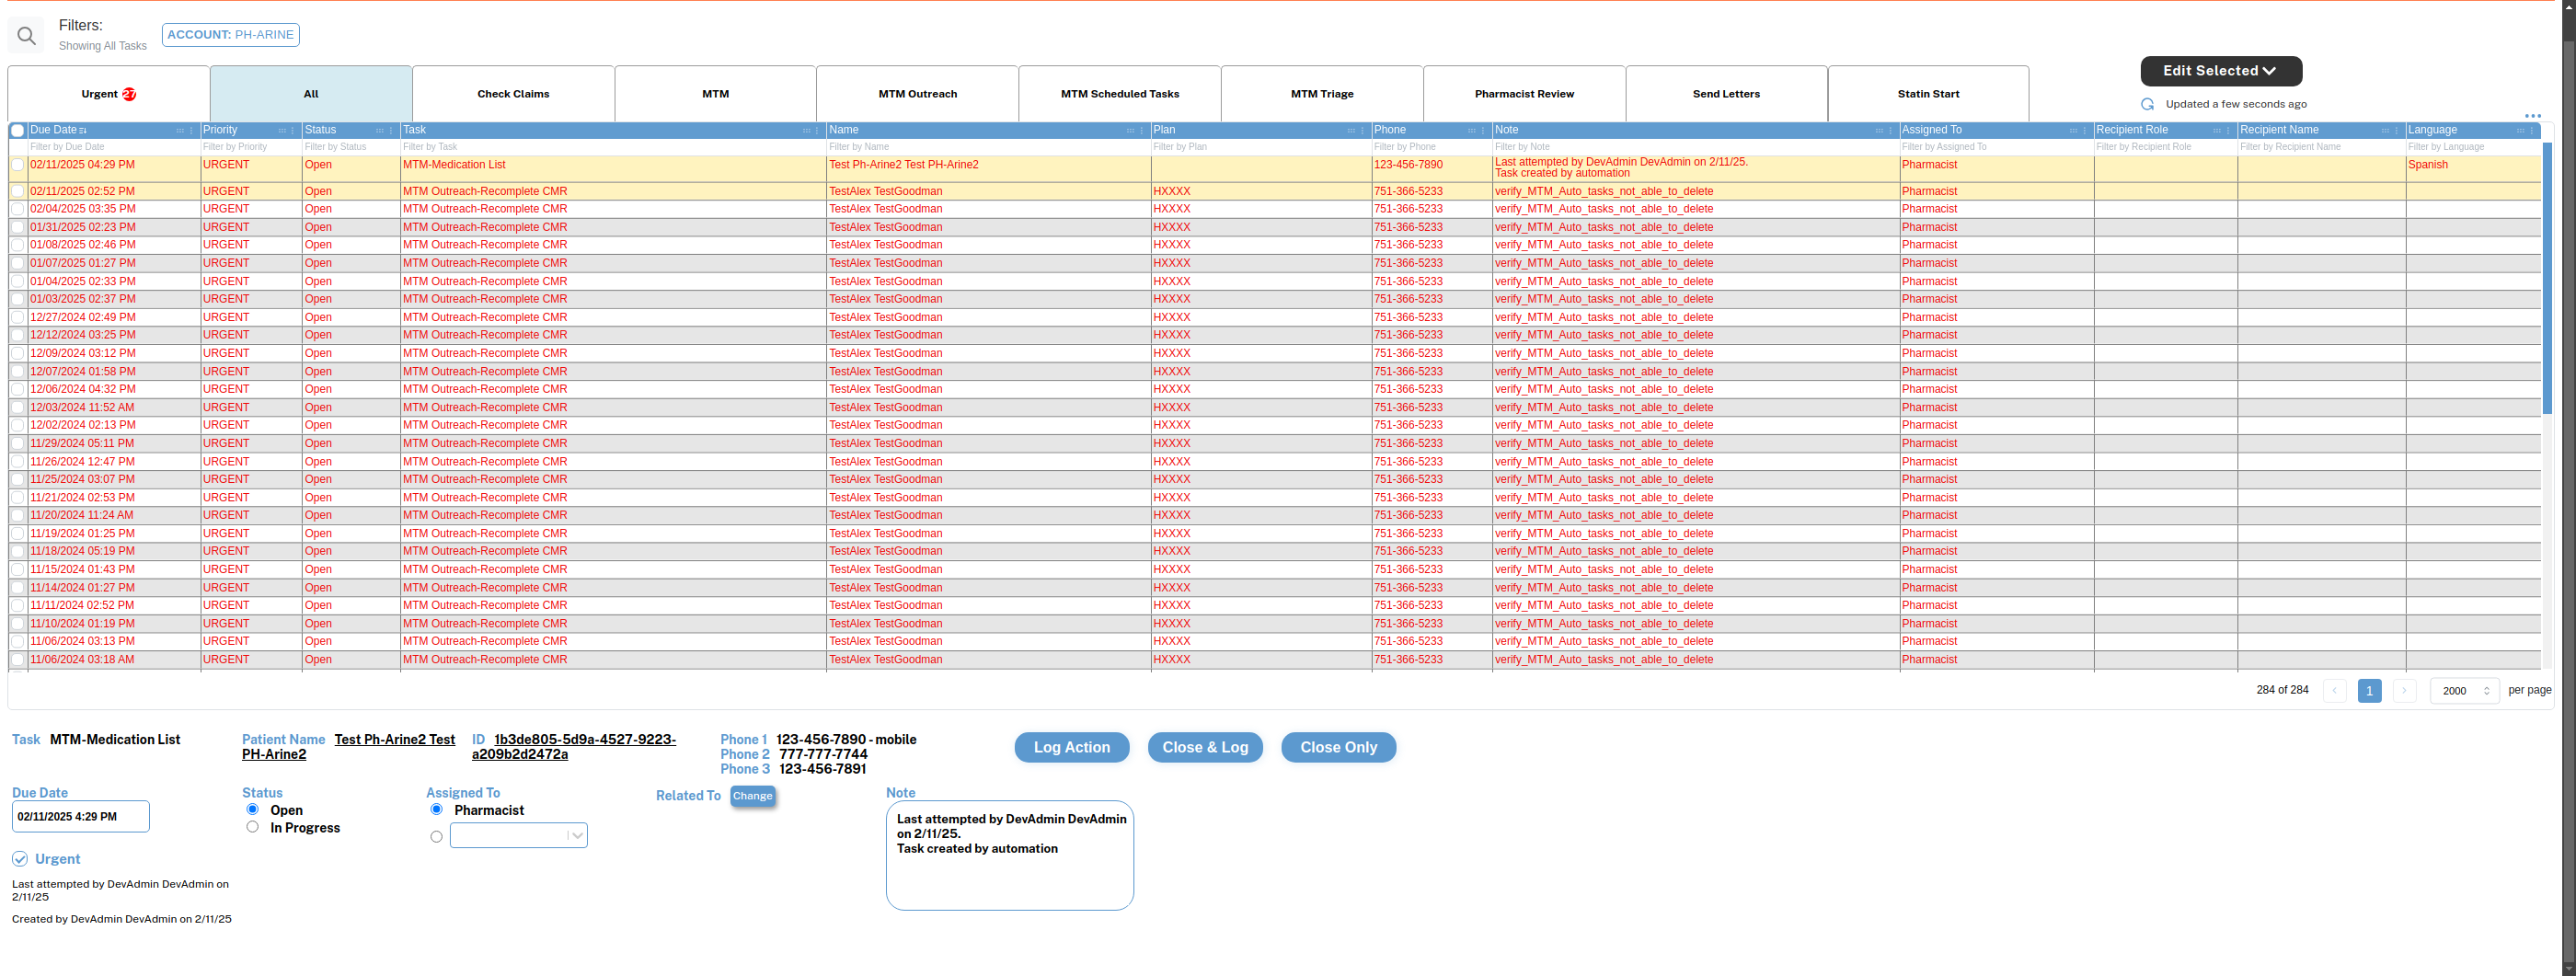 Filters:
Showing All Tasks
ACCOUNT: PH-ARINE
Urgent 27 All Check Claims MTM MTM Outreach MTM Scheduled Tasks MTM Triage Pharmacist Review Send Letters Statin Start
Edit Selected
Updated a few seconds ago
Due Date Priority Status Task Name Plan Phone Note Assigned To Recipient Role Recipient Name Language
Filter by Due Date Filter by Priority Filter by Status Filter by Task Filter by Name Filter by Plan Filter by Phone Filter by Note Filter by Assigned To Filter by Recipient Role Filter by Recipient Name Filter by Language
02/11/2025 04:29 PM URGENT Open MTM-Medication List Test Ph-Arine2 Test PH-Arine2 123-456-7890 Last attempted by DevAdmin DevAdmin on 2/11/25. Pharmacist Spanish
Task created by automation
02/11/2025 02:52 PM URGENT Open MTM Outreach-Recomplete CMR TestAlex TestGoodman HXXXX 751-366-5233 verify_MTM_Auto_tasks_not_able_to_delete Pharmacist
02/04/2025 03:35 PM URGENT Open MTM Outreach-Recomplete CMR TestAlex TestGoodman HXXXX 751-366-5233 verify_MTM_Auto_tasks_not_able_to_delete Pharmacist
01/31/2025 02:23 PM URGENT Open MTM Outreach-Recomplete CMR TestAlex TestGoodman HXXXX 751-366-5233 verify_MTM_Auto_tasks_not_able_to_delete Pharmacist
01/08/2025 02:46 PM URGENT Open MTM Outreach-Recomplete CMR TestAlex TestGoodman HXXXX 751-366-5233 verify_MTM_Auto_tasks_not_able_to_delete Pharmacist
01/07/2025 01:27 PM URGENT Open MTM Outreach-Recomplete CMR TestAlex TestGoodman HXXXX 751-366-5233 verify_MTM_Auto_tasks_not_able_to_delete Pharmacist
01/04/2025 02:33 PM URGENT Open MTM Outreach-Recomplete CMR TestAlex TestGoodman HXXXX 751-366-5233 verify_MTM_Auto_tasks_not_able_to_delete Pharmacist
01/03/2025 02:37 PM URGENT Open MTM Outreach-Recomplete CMR TestAlex TestGoodman HXXXX 751-366-5233 verify_MTM_Auto_tasks_not_able_to_delete Pharmacist
12/27/2024 02:49 PM URGENT Open MTM Outreach-Recomplete CMR TestAlex TestGoodman HXXXX 751-366-5233 verify_MTM_Auto_tasks_not_able_to_delete Pharmacist
12/12/2024 03:25 PM URGENT Open MTM Outreach-Recomplete CMR TestAlex TestGoodman HXXXX 751-366-5233 verify_MTM_Auto_tasks_not_able_to_delete Pharmacist
12/09/2024 03:12 PM URGENT Open MTM Outreach-Recomplete CMR TestAlex TestGoodman HXXXX 751-366-5233 verify_MTM_Auto_tasks_not_able_to_delete Pharmacist
12/07/2024 01:58 PM URGENT Open MTM Outreach-Recomplete CMR TestAlex TestGoodman HXXXX 751-366-5233 verify_MTM_Auto_tasks_not_able_to_delete Pharmacist
12/06/2024 04:32 PM URGENT Open MTM Outreach-Recomplete CMR TestAlex TestGoodman HXXXX 751-366-5233 verify_MTM_Auto_tasks_not_able_to_delete Pharmacist
12/03/2024 11:52 AM URGENT Open MTM Outreach-Recomplete CMR TestAlex TestGoodman HXXXX 751-366-5233 verify_MTM_Auto_tasks_not_able_to_delete Pharmacist
12/02/2024 02:13 PM URGENT Open MTM Outreach-Recomplete CMR TestAlex TestGoodman HXXXX 751-366-5233 verify_MTM_Auto_tasks_not_able_to_delete Pharmacist
11/29/2024 05:11 PM URGENT Open MTM Outreach-Recomplete CMR TestAlex TestGoodman HXXXX 751-366-5233 verify_MTM_Auto_tasks_not_able_to_delete Pharmacist
11/26/2024 12:47 PM URGENT Open MTM Outreach-Recomplete CMR TestAlex TestGoodman HXXXX 751-366-5233 verify_MTM_Auto_tasks_not_able_to_delete Pharmacist
11/25/2024 03:07 PM URGENT Open MTM Outreach-Recomplete CMR TestAlex TestGoodman HXXXX 751-366-5233 verify_MTM_Auto_tasks_not_able_to_delete Pharmacist
11/21/2024 02:53 PM URGENT Open MTM Outreach-Recomplete CMR TestAlex TestGoodman HXXXX 751-366-5233 verify_MTM_Auto_tasks_not_able_to_delete Pharmacist
11/20/2024 11:24 AM URGENT Open MTM Outreach-Recomplete CMR TestAlex TestGoodman HXXXX 751-366-5233 verify_MTM_Auto_tasks_not_able_to_delete Pharmacist
11/19/2024 01:25 PM URGENT Open MTM Outreach-Recomplete CMR TestAlex TestGoodman HXXXX 751-366-5233 verify_MTM_Auto_tasks_not_able_to_delete Pharmacist
11/18/2024 05:19 PM URGENT Open MTM Outreach-Recomplete CMR TestAlex TestGoodman HXXXX 751-366-5233 verify_MTM_Auto_tasks_not_able_to_delete Pharmacist
11/15/2024 01:43 PM URGENT Open MTM Outreach-Recomplete CMR TestAlex TestGoodman HXXXX 751-366-5233 verify_MTM_Auto_tasks_not_able_to_delete Pharmacist
11/14/2024 01:27 PM URGENT Open MTM Outreach-Recomplete CMR TestAlex TestGoodman HXXXX 751-366-5233 verify_MTM_Auto_tasks_not_able_to_delete Pharmacist
11/11/2024 02:52 PM URGENT Open MTM Outreach-Recomplete CMR TestAlex TestGoodman HXXXX 751-366-5233 verify_MTM_Auto_tasks_not_able_to_delete Pharmacist
11/10/2024 01:19 PM URGENT Open MTM Outreach-Recomplete CMR TestAlex TestGoodman HXXXX 751-366-5233 verify_MTM_Auto_tasks_not_able_to_delete Pharmacist
11/06/2024 03:13 PM URGENT Open MTM Outreach-Recomplete CMR TestAlex TestGoodman HXXXX 751-366-5233 verify_MTM_Auto_tasks_not_able_to_delete Pharmacist
11/06/2024 03:18 AM URGENT Open MTM Outreach-Recomplete CMR TestAlex TestGoodman HXXXX 751-366-5233 verify_MTM_Auto_tasks_not_able_to_delete Pharmacist
284 of 284 1 2000 per page
Task MTM-Medication List
Patient Name Test Ph-Arine2 Test
PH-Arine2
ID 1b3de805-5d9a-4527-9223-
a209b2d2472a
Phone 1 123-456-7890 - mobile
Phone 2 777-777-7744
Phone 3 123-456-7891
Log Action Close & Log Close Only
Due Date
02/11/2025 4:29 PM
Status
Open
In Progress
Assigned To
Pharmacist
Related To Change
Note
Last attempted by DevAdmin DevAdmin
on 2/11/25.
Task created by automation
Urgent
Last attempted by DevAdmin DevAdmin on
2/11/25
Created by DevAdmin DevAdmin on 2/11/25